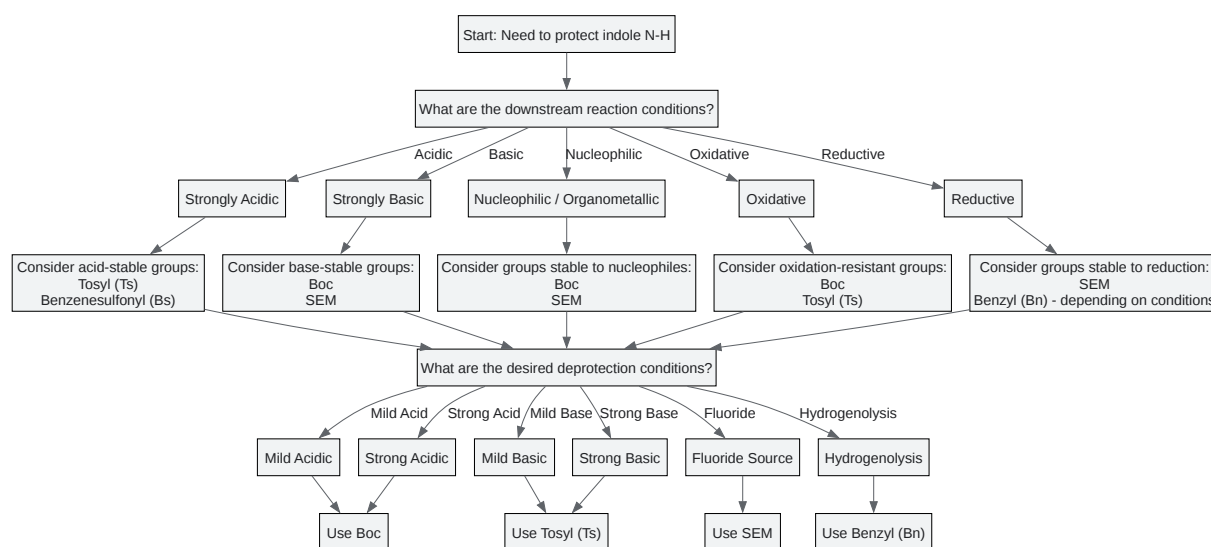 Start: Need to protect indole N-H
What are the downstream reaction conditions?
Acidic
Basic
Nucleophilic
Oxidative
Reductive
Strongly Acidic
Strongly Basic
Nucleophilic / Organometallic
Oxidative
Reductive
Consider acid-stable groups:
Tosyl (Ts)
Benzenesulfonyl (Bs)
Consider base-stable groups:
Boc
SEM
Consider groups stable to nucleophiles:
Boc
SEM
Consider oxidation-resistant groups:
Boc
Tosyl (Ts)
Consider groups stable to reduction:
SEM
Benzyl (Bn) - depending on conditions
What are the desired deprotection conditions?
Mild Acid
Strong Acid
Mild Base
Strong Base
Fluoride
Hydrogenolysis
Mild Acidic
Strong Acidic
Mild Basic
Strong Basic
Fluoride Source
Hydrogenolysis
Use Boc
Use Tosyl (Ts)
Use SEM
Use Benzyl (Bn)